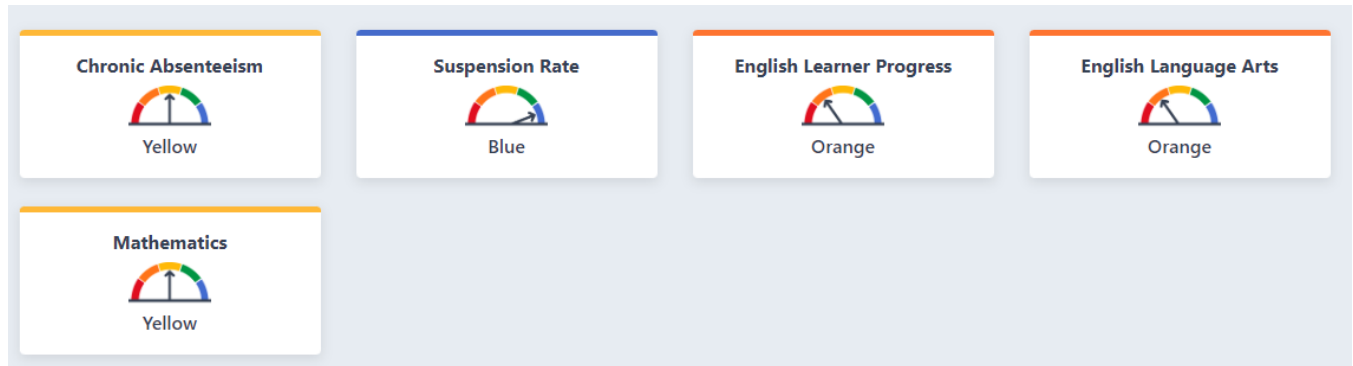 Chronic Absenteeism
Yellow
Suspension Rate
Blue
English Learner Progress
Orange
English Language Arts
Orange
Mathematics
Yellow